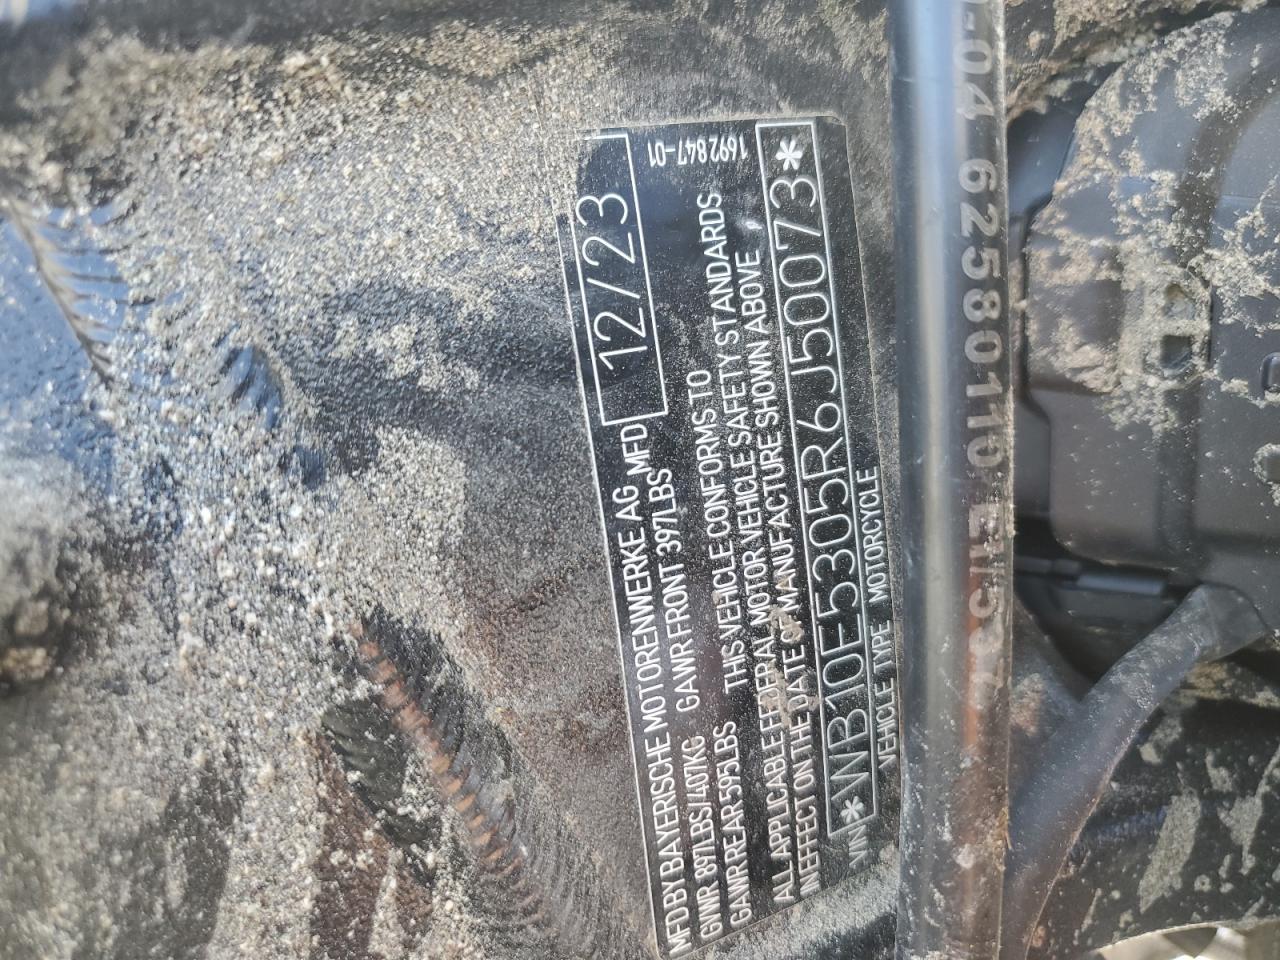 MFD BY BAYERISCHE MOTORENWERKE AG MFD 12/23
GVWR 897LBS/407KG GAWR FRONT 397LBS
GAWR REAR 595LBS THIS VEHICLE CONFORMS TO 1692847-01
ALL APPLICABLE FEDERAL MOTOR VEHICLE SAFETY STANDARDS
IN EFFECT ON THE DATE OF MANUFACTURE SHOWN ABOVE
VIN *WB10E5305R6J50073*
VEHICLE TYPE MOTORCYCLE
-04 6258011